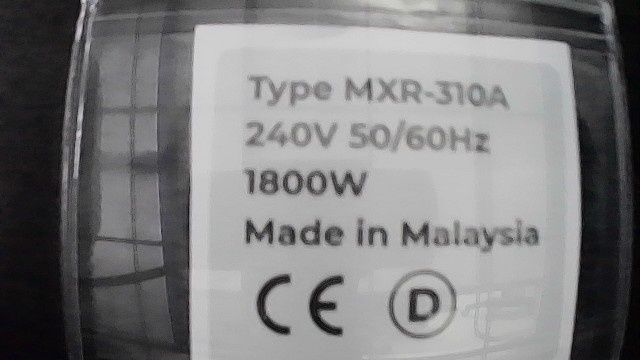 Type MXR-310A
240V 50/60Hz
1800W
Made in Malaysia
CE D